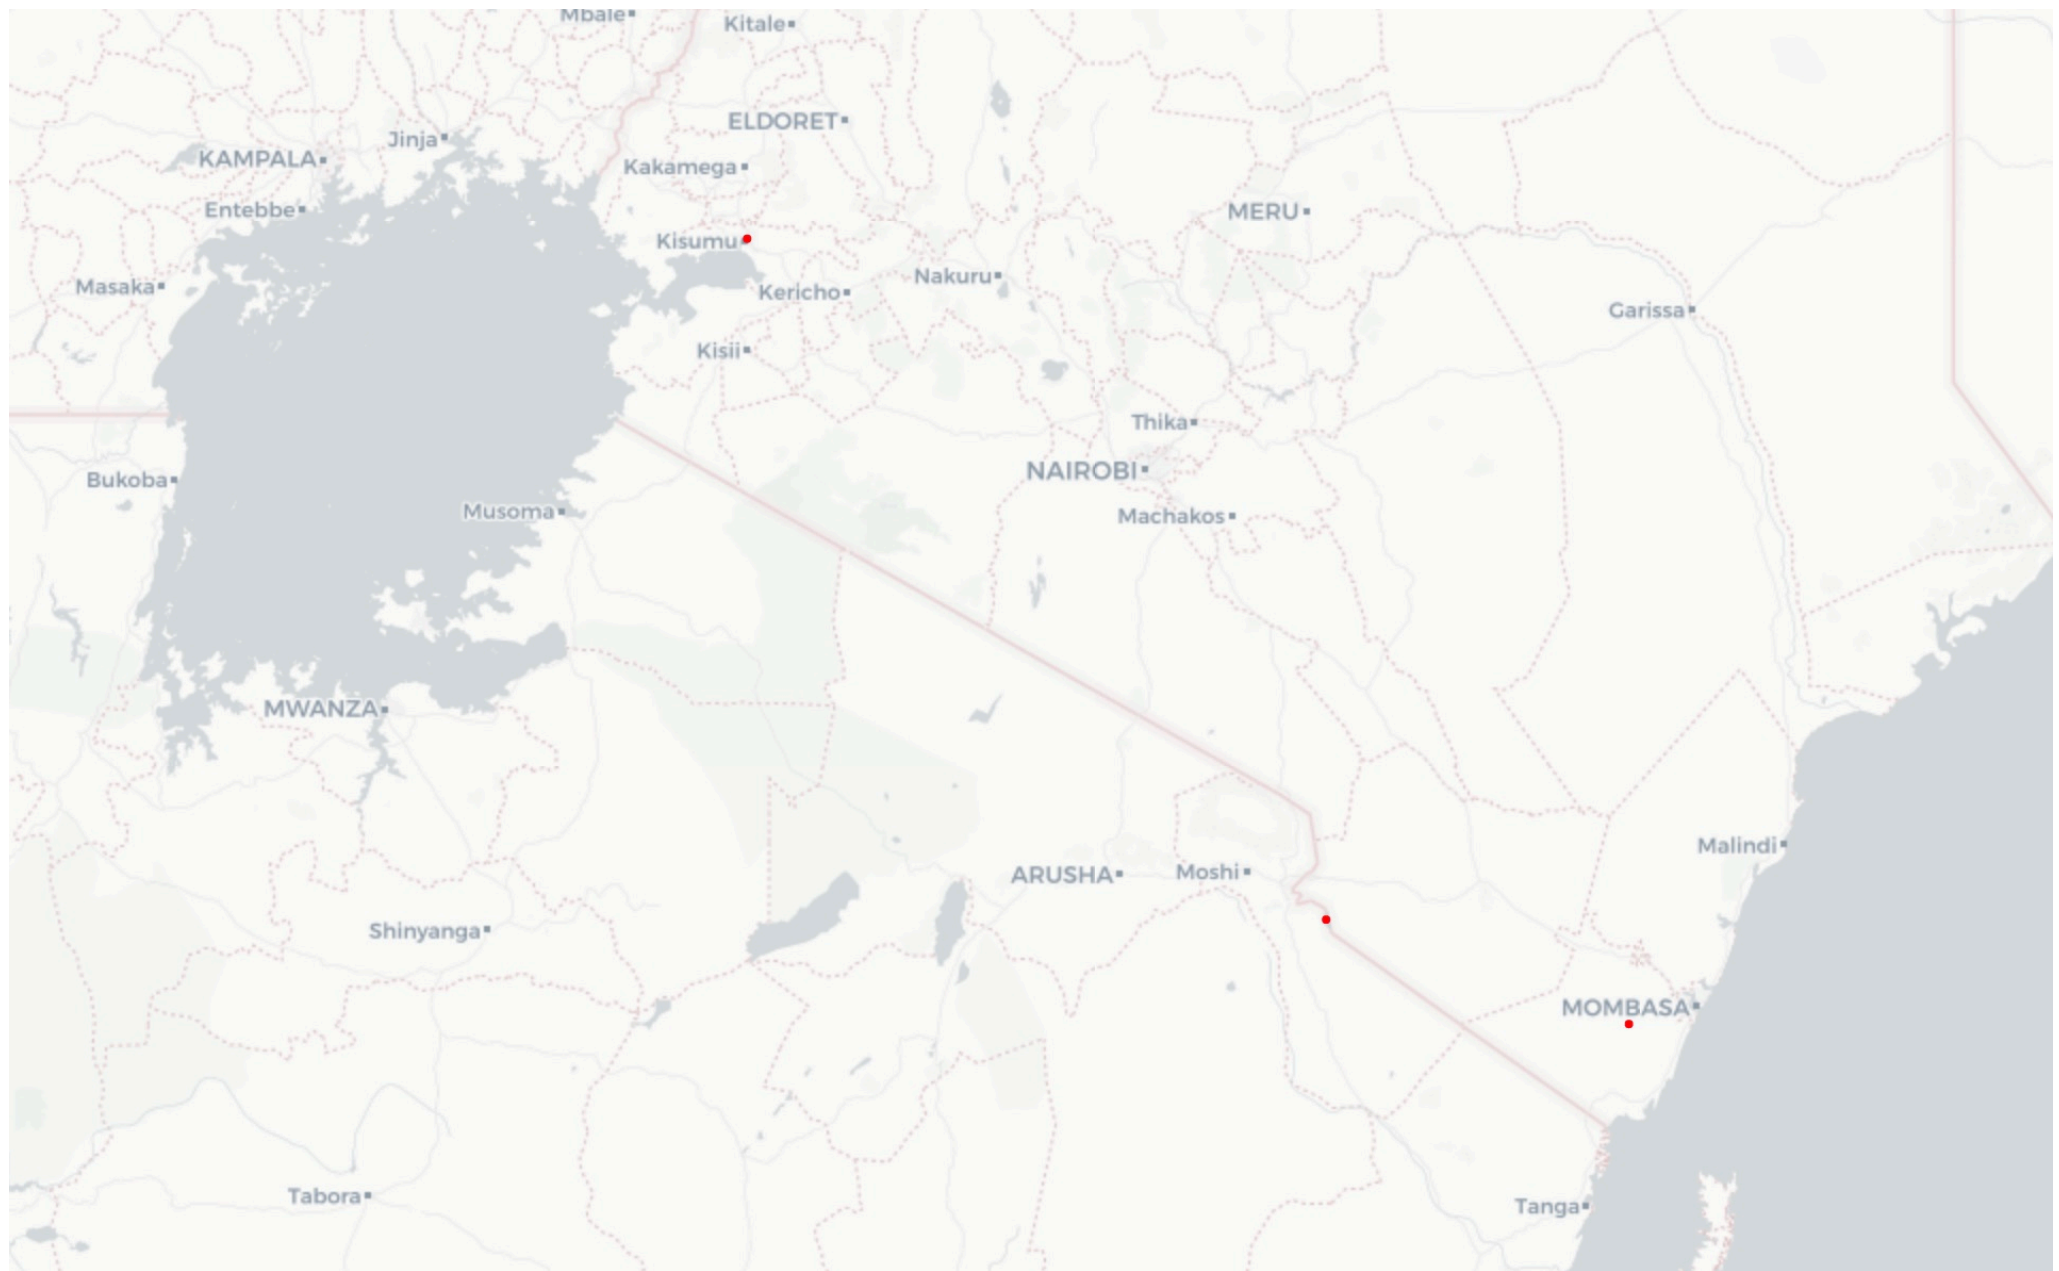 Mbale
Kitale
ELDORET
Jinja
KAMPALA
Kakamega
Entebbe
MERU
Kisumu
Nakuru
Masaka
Kericho
Garissa
Kisii
Thika
NAIROBI
Bukoba
Musoma
Machakos
MWANZA
Malindi
ARUSHA
Moshi
Shinyanga
MOMBASA
Tabora
Tanga